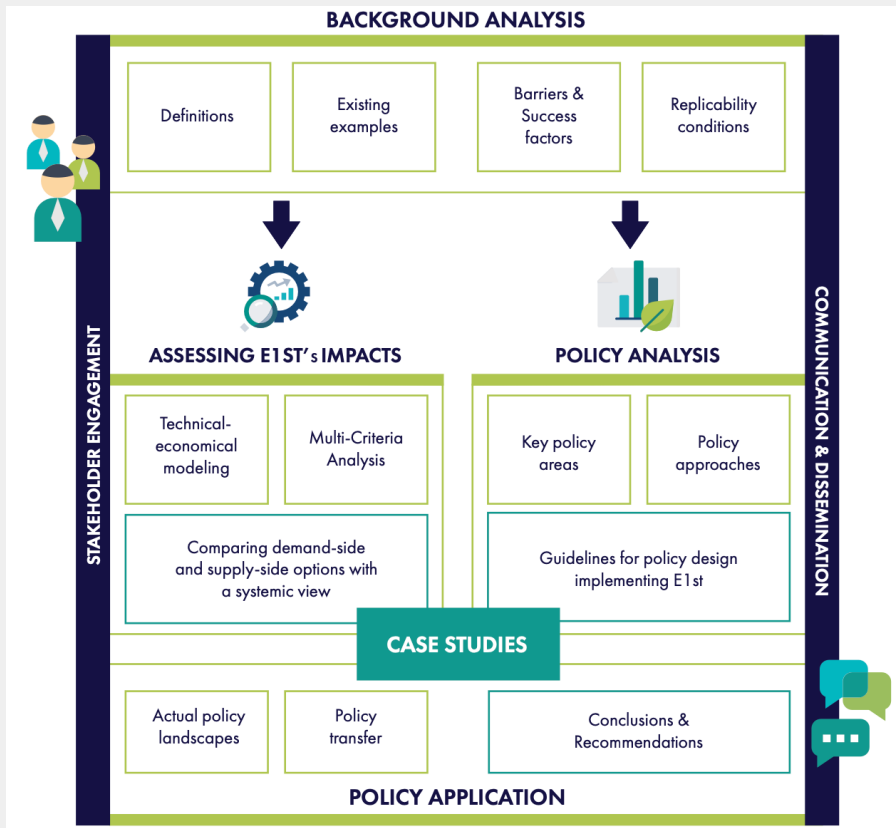 BACKGROUND ANALYSIS
Definitions
Existing
examples
Barriers &
Success
factors
Replicability
conditions
STAKEHOLDER ENGAGEMENT
COMMUNICATION & DISSEMINATION
ASSESSING E1ST's IMPACTS
Technical-
economical
modeling
Multi-Criteria
Analysis
Comparing demand-side
and supply-side options with
a systemic view
POLICY ANALYSIS
Key policy
areas
Policy
approaches
Guidelines for policy design
implementing E1st
CASE STUDIES
Actual policy
landscapes
Policy
transfer
Conclusions &
Recommendations
POLICY APPLICATION